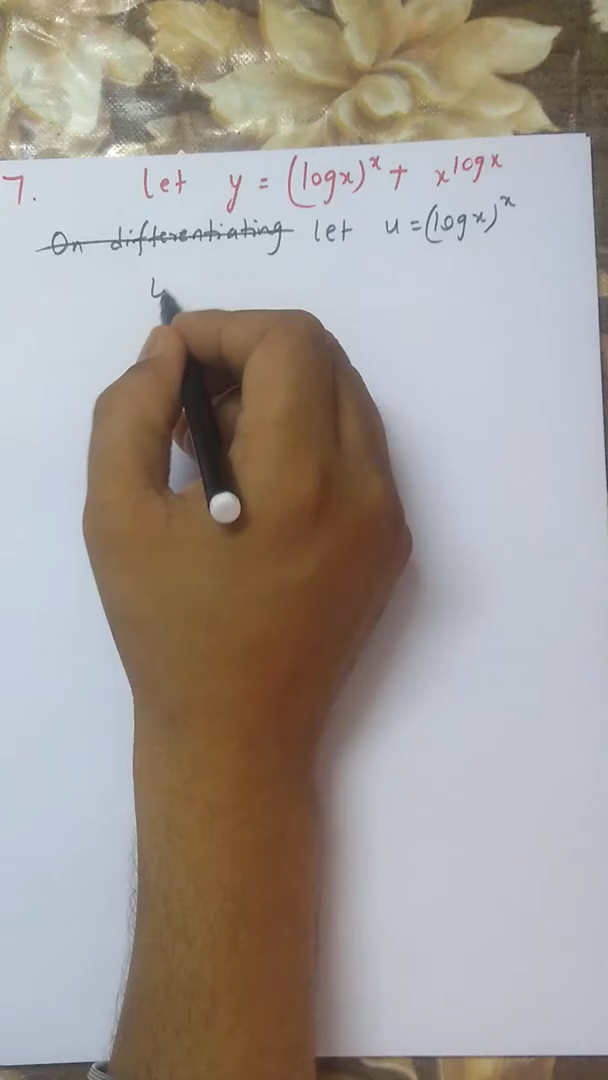 7. let y = (logx)^x + x^logx
On differentiating let u = (logx)^x